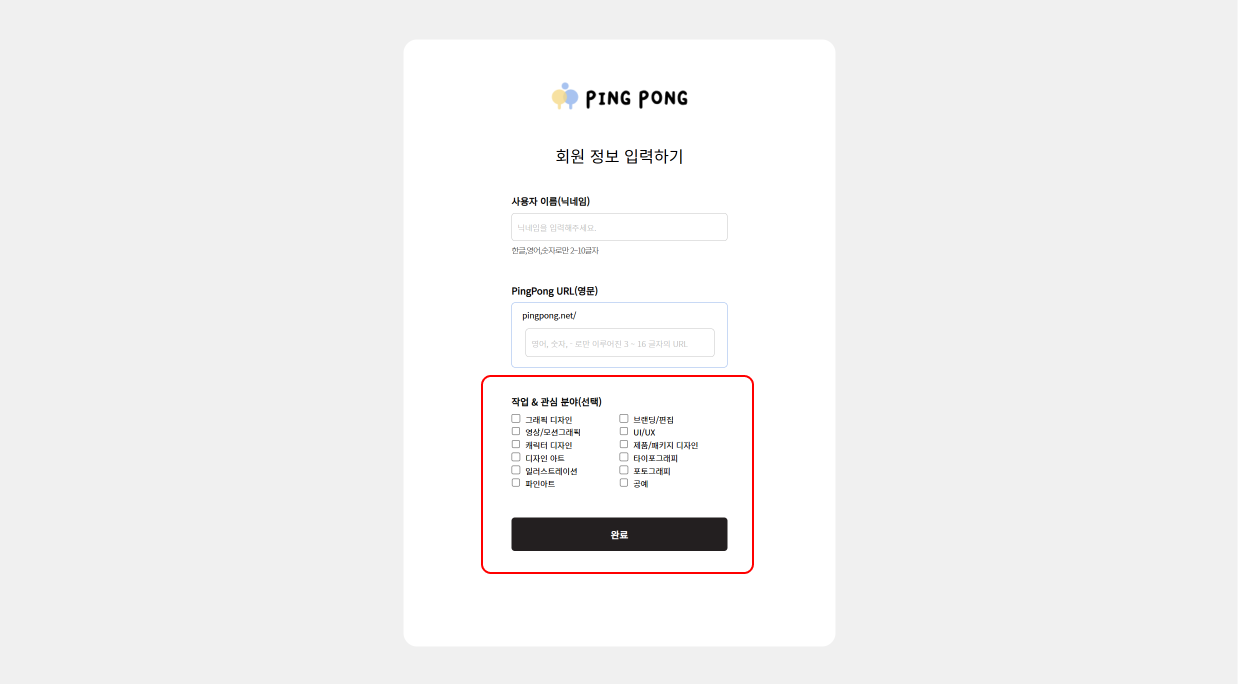 PING PONG
회원 정보 입력하기
사용자 이름(닉네임)
닉네임을 입력해주세요.
한글,영어,숫자로만 2~10글자
PingPong URL(영문)
pingpong.net/
영어, 숫자, - 로만 이루어진 3 ~ 16 글자의 URL
작업 & 관심 분야(선택)
그래픽 디자인 브랜딩/편집
영상/모션그래픽 UI/UX
캐릭터 디자인 제품/패키지 디자인
디자인 아트 타이포그래피
일러스트레이션 포토그래피
파인아트 공예
완료